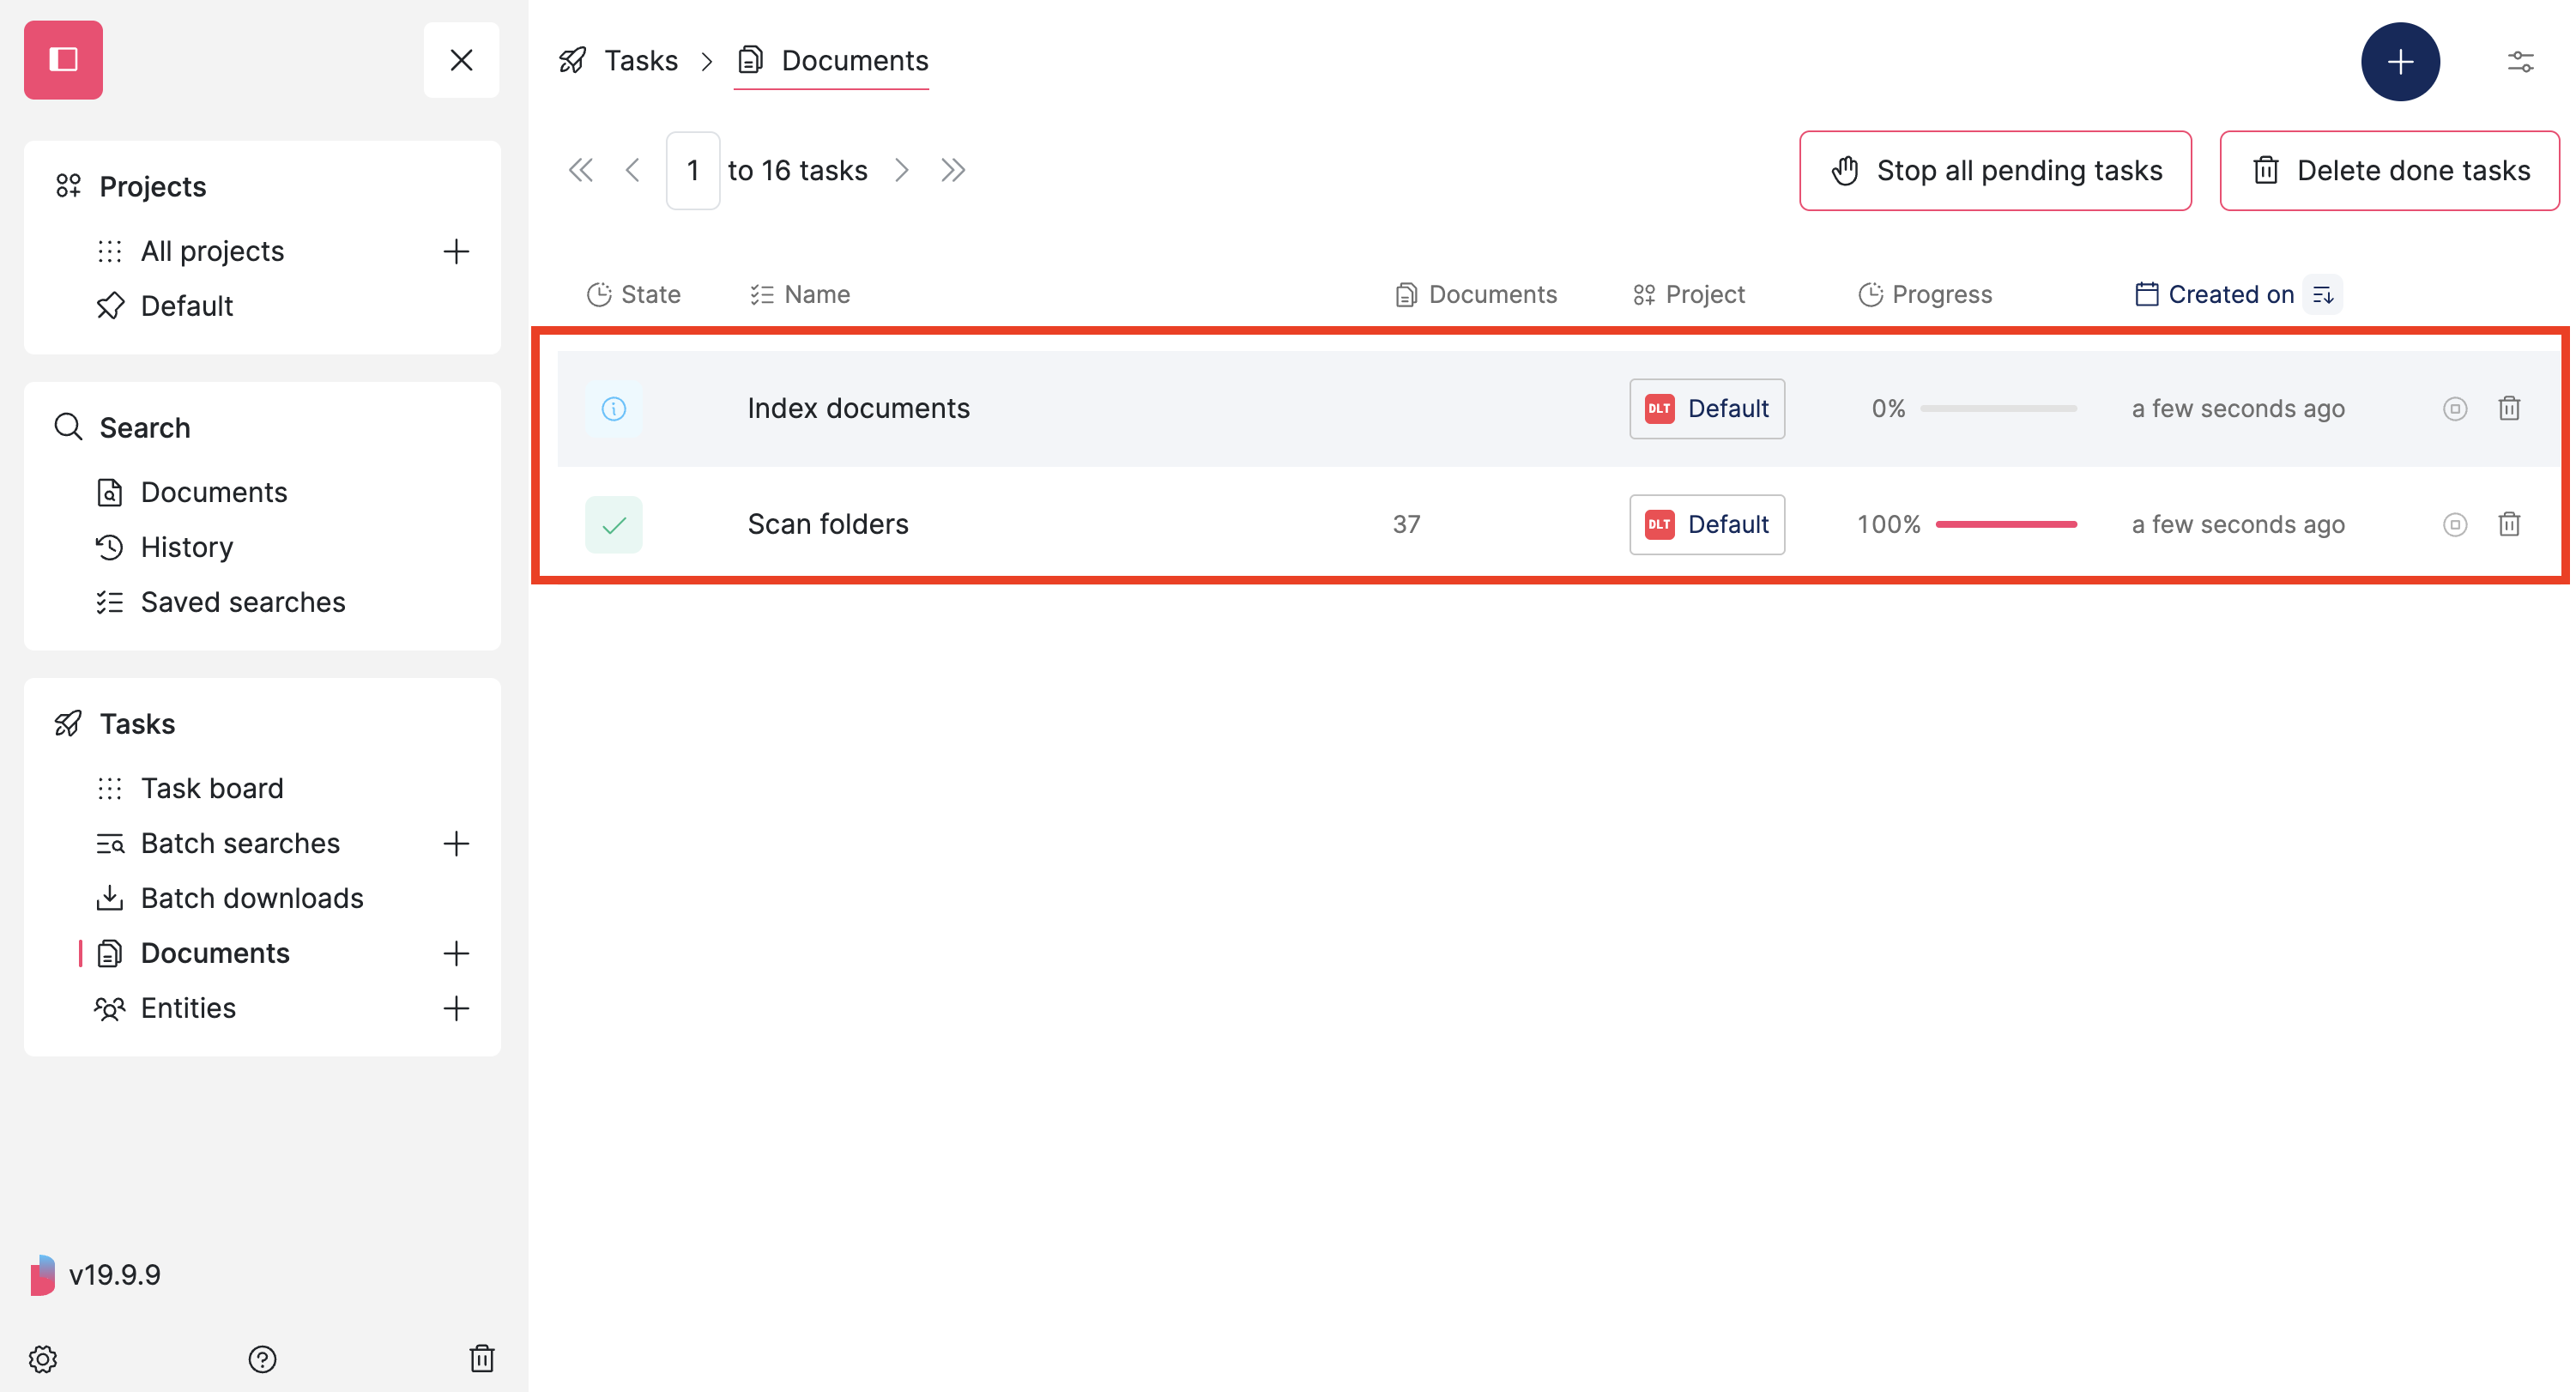 Projects
All projects
Default
Search
Documents
History
Saved searches
Tasks
Task board
Batch searches
Batch downloads
Documents
Entities
v19.9.9
Tasks
Documents
1 to 16 tasks
Stop all pending tasks
Delete done tasks
State Name Documents Project Progress Created on
Index documents DLT Default 0% a few seconds ago
Scan folders 37 DLT Default 100% a few seconds ago